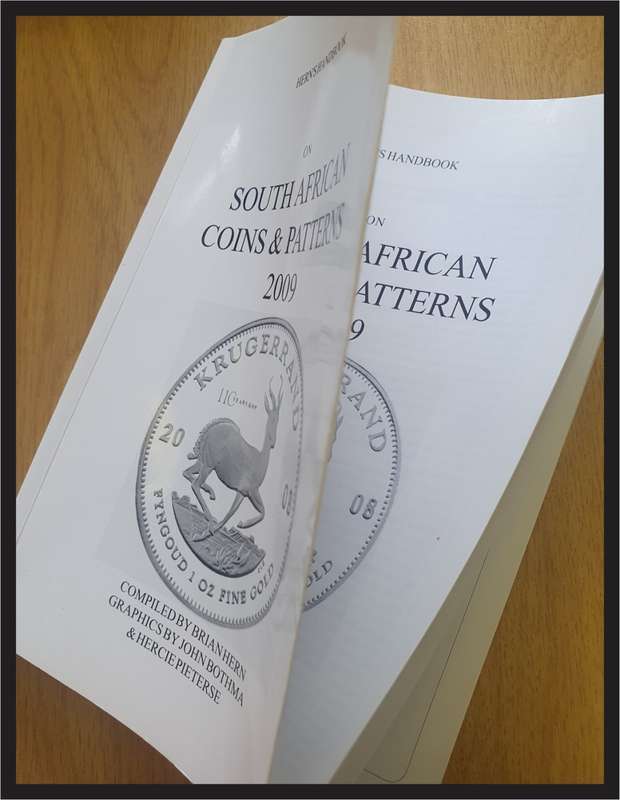 HERN'S HANDBOOK
ON
SOUTH AFRICAN
COINS & PATTERNS
2009
KRUGERRAND
20 08
FYNGOUD 1 OZ FINE GOLD
COMPILED BY BRIAN HERN
GRAPHICS BY JOHN BOTHMA
& HERCIE PIETERSE
'S HANDBOOK
ON
AFRICAN
ATTERNS
9
RAND
08
OLD